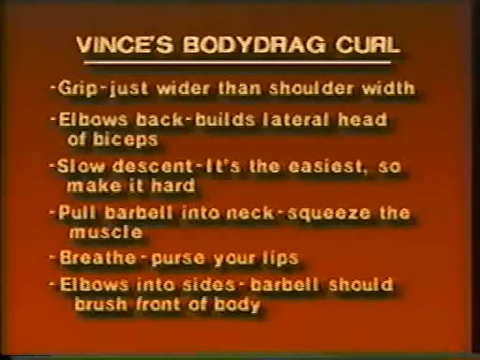 VINCE'S BODYDRAG CURL
-Grip-just wider than shoulder width
-Elbows back-builds lateral head
of biceps
-Slow descent-It's the easiest, so
make it hard
-Pull barbell into neck-squeeze the
muscle
-Breathe-purse your lips
-Elbows into sides-barbell should
brush front of body